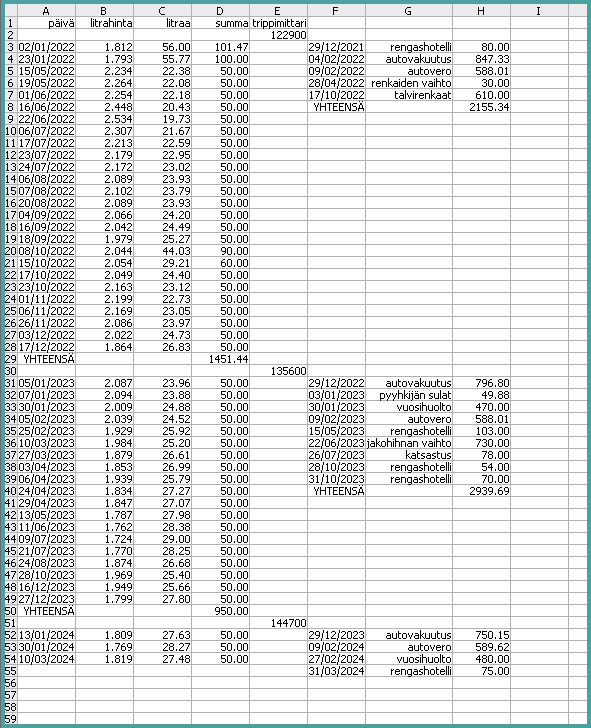 A B C D E F G H I
1 päivä litrahinta litraa summa trippimittari
2 122900
3 02/01/2022 1.812 56.00 101.47 29/12/2021 rengashotelli 80.00
4 23/01/2022 1.793 55.77 100.00 04/02/2022 autovakuutus 847.33
5 15/05/2022 2.234 22.38 50.00 09/02/2022 autovero 588.01
6 19/05/2022 2.264 22.08 50.00 28/04/2022 renkaiden vaihto 30.00
7 01/06/2022 2.254 22.18 50.00 17/10/2022 talvirenkaat 610.00
8 16/06/2022 2.448 20.43 50.00 YHTEENSÄ 2155.34
9 22/06/2022 2.534 19.73 50.00
10 06/07/2022 2.307 21.67 50.00
11 17/07/2022 2.213 22.59 50.00
12 23/07/2022 2.179 22.95 50.00
13 24/07/2022 2.172 23.02 50.00
14 06/08/2022 2.089 23.93 50.00
15 07/08/2022 2.102 23.79 50.00
16 20/08/2022 2.089 23.93 50.00
17 04/09/2022 2.066 24.20 50.00
18 16/09/2022 2.042 24.49 50.00
19 18/09/2022 1.979 25.27 50.00
20 08/10/2022 2.044 44.03 90.00
21 15/10/2022 2.054 29.21 60.00
22 17/10/2022 2.049 24.40 50.00
23 23/10/2022 2.163 23.12 50.00
24 01/11/2022 2.199 22.73 50.00
25 06/11/2022 2.169 23.05 50.00
26 26/11/2022 2.086 23.97 50.00
27 03/12/2022 2.022 24.73 50.00
28 17/12/2022 1.864 26.83 50.00
29 YHTEENSÄ 1451.44
30 135600
31 05/01/2023 2.087 23.96 50.00 29/12/2022 autovakuutus 796.80
32 07/01/2023 2.094 23.88 50.00 03/01/2023 pyyhkijän sulat 49.88
33 30/01/2023 2.009 24.88 50.00 30/01/2023 vuosihuolto 470.00
34 05/02/2023 2.039 24.52 50.00 09/02/2023 autovero 588.01
35 25/02/2023 1.929 25.92 50.00 15/05/2023 rengashotelli 103.00
36 10/03/2023 1.984 25.20 50.00 22/06/2023 jakohihnan vaihto 730.00
37 27/03/2023 1.879 26.61 50.00 26/07/2023 katsastus 78.00
38 03/04/2023 1.853 26.99 50.00 28/10/2023 rengashotelli 54.00
39 06/04/2023 1.939 25.79 50.00 31/10/2023 rengashotelli 70.00
40 24/04/2023 1.834 27.27 50.00 YHTEENSÄ 2939.69
41 29/04/2023 1.847 27.07 50.00
42 13/05/2023 1.787 27.98 50.00
43 11/06/2023 1.762 28.38 50.00
44 09/07/2023 1.724 29.00 50.00
45 21/07/2023 1.770 28.25 50.00
46 24/08/2023 1.874 26.68 50.00
47 28/10/2023 1.969 25.40 50.00
48 16/12/2023 1.949 25.66 50.00
49 27/12/2023 1.799 27.80 50.00
50 YHTEENSÄ 950.00
51 144700
52 13/01/2024 1.809 27.63 50.00 29/12/2023 autovakuutus 750.15
53 30/01/2024 1.769 28.27 50.00 09/02/2024 autovero 589.62
54 10/03/2024 1.819 27.48 50.00 27/02/2024 vuosihuolto 480.00
55 31/03/2024 rengashotelli 75.00
56
57
58
59